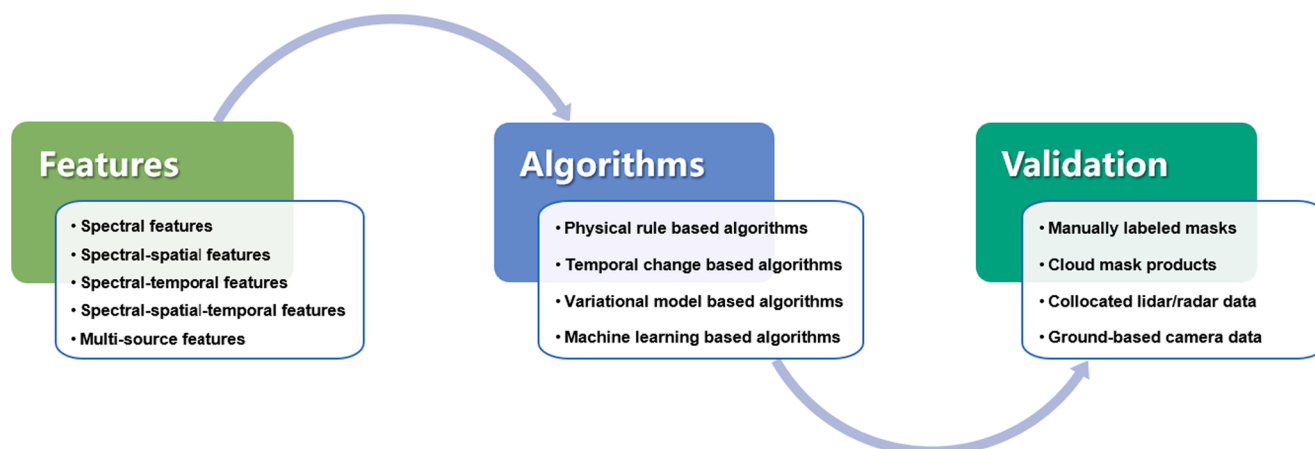 Features
• Spectral features
• Spectral-spatial features
• Spectral-temporal features
• Spectral-spatial-temporal features
• Multi-source features
Algorithms
• Physical rule based algorithms
• Temporal change based algorithms
• Variational model based algorithms
• Machine learning based algorithms
Validation
• Manually labeled masks
• Cloud mask products
• Collocated lidar/radar data
• Ground-based camera data